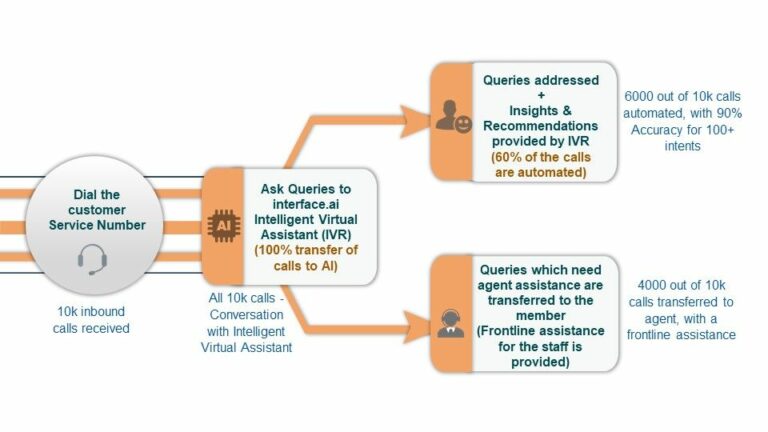 Dial the
customer
Service Number
10k inbound
calls received
AI
Ask Queries to
interface.ai
Intelligent Virtual
Assistant (IVR)
(100% transfer of
calls to AI)
All 10k calls -
Conversation
with Intelligent
Virtual Assistant
Queries addressed
+
Insights &
Recommendations
provided by IVR
(60% of the calls
are automated)
6000 out of 10k calls
automated, with 90%
Accuracy for 100+
intents
Queries which need
agent assistance are
transferred to the
member
(Frontline assistance
for the staff is
provided)
4000 out of 10k
calls transferred to
agent, with a
frontline assistance